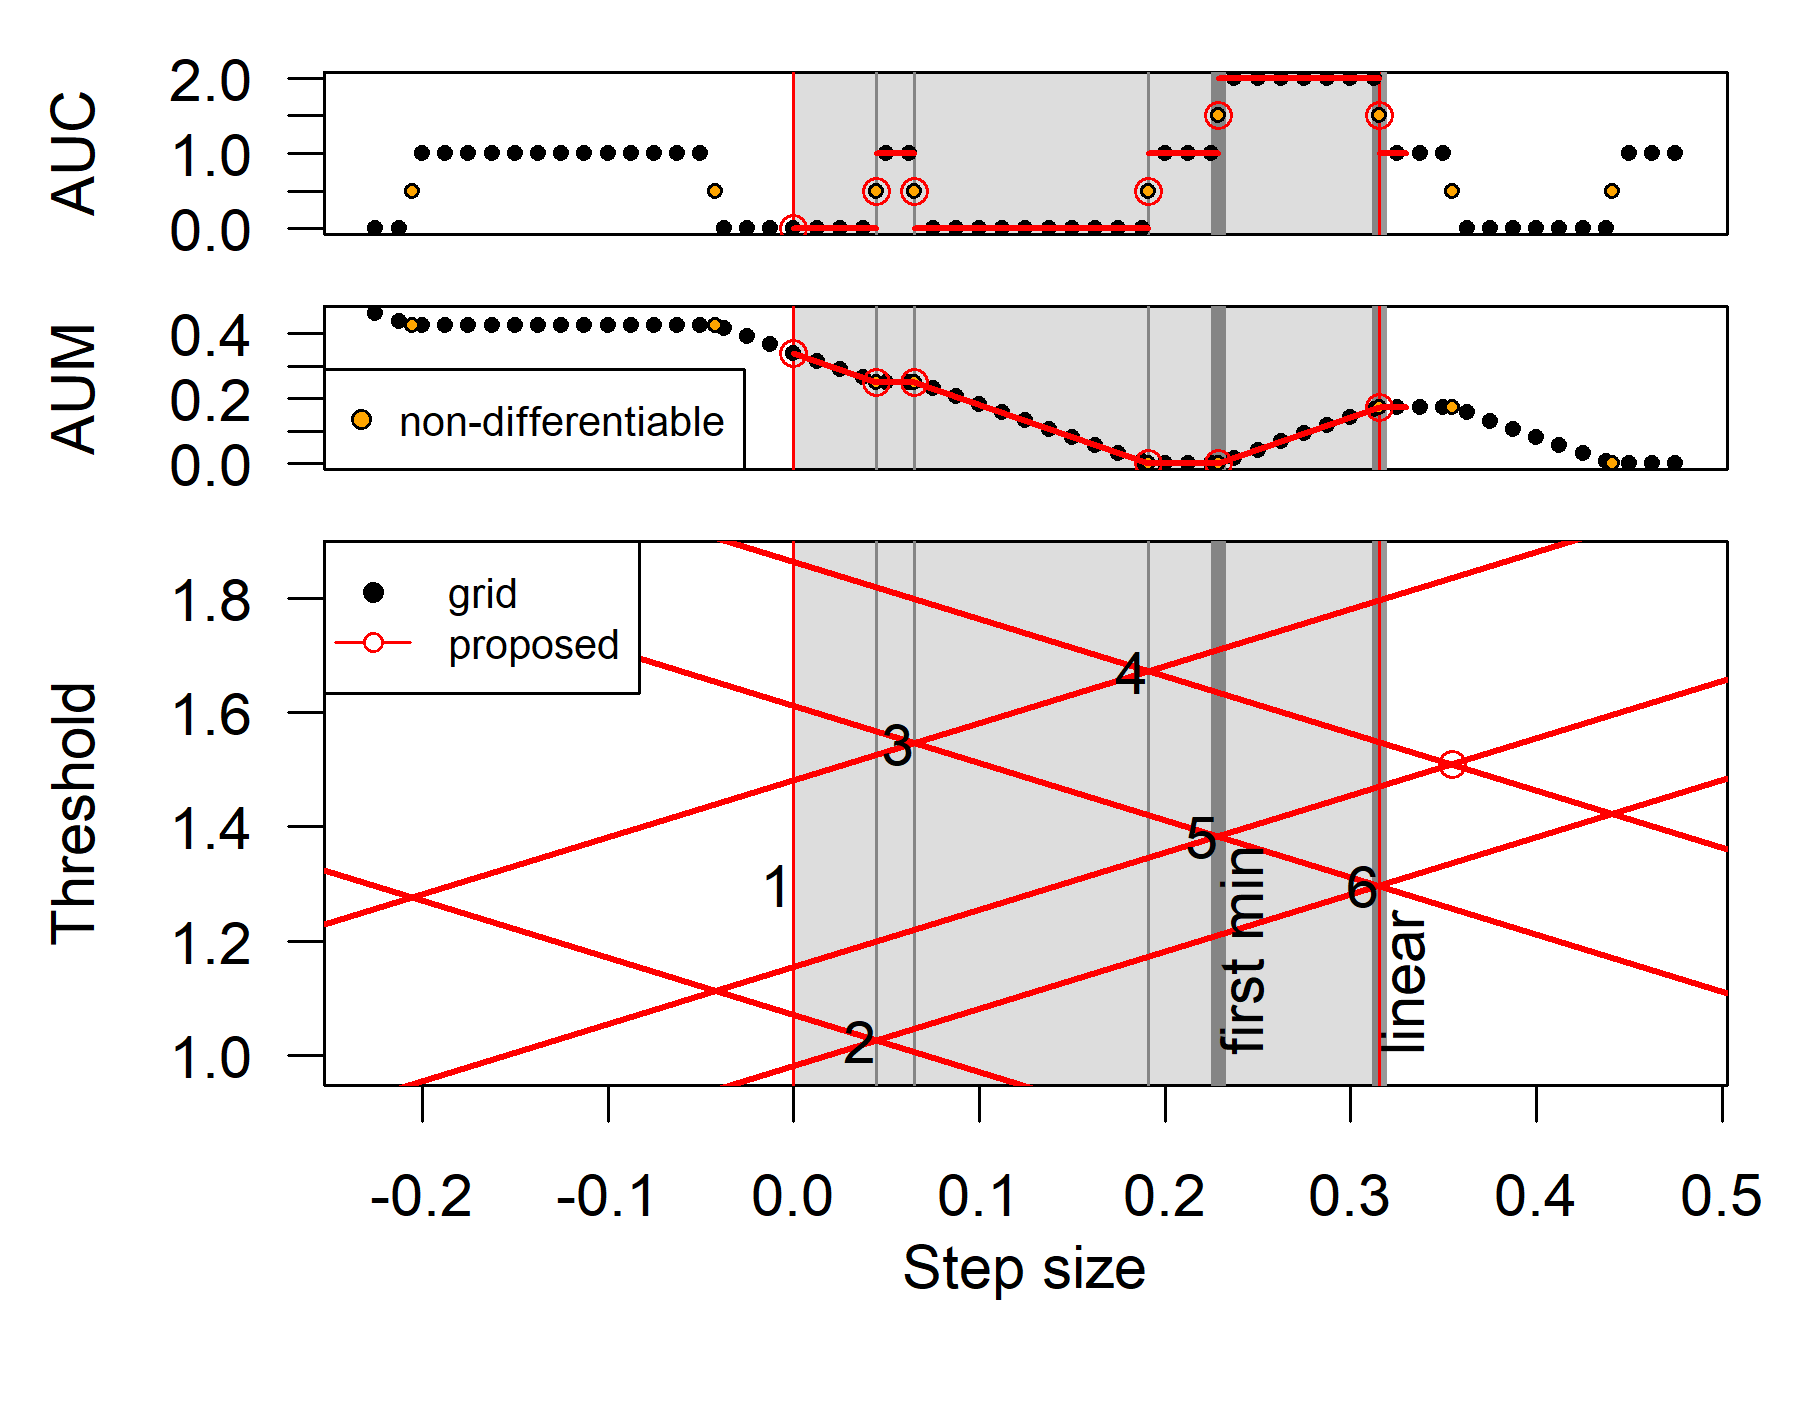 AUC
2.0
1.0
0.0
AUM
0.4
0.2
0.0
non-differentiable
Threshold
1.8
1.6
1.4
1.2
1.0
grid
proposed
4
3
5
1
6
2
first min
linear
-0.2 -0.1 0.0 0.1 0.2 0.3 0.4 0.5
Step size